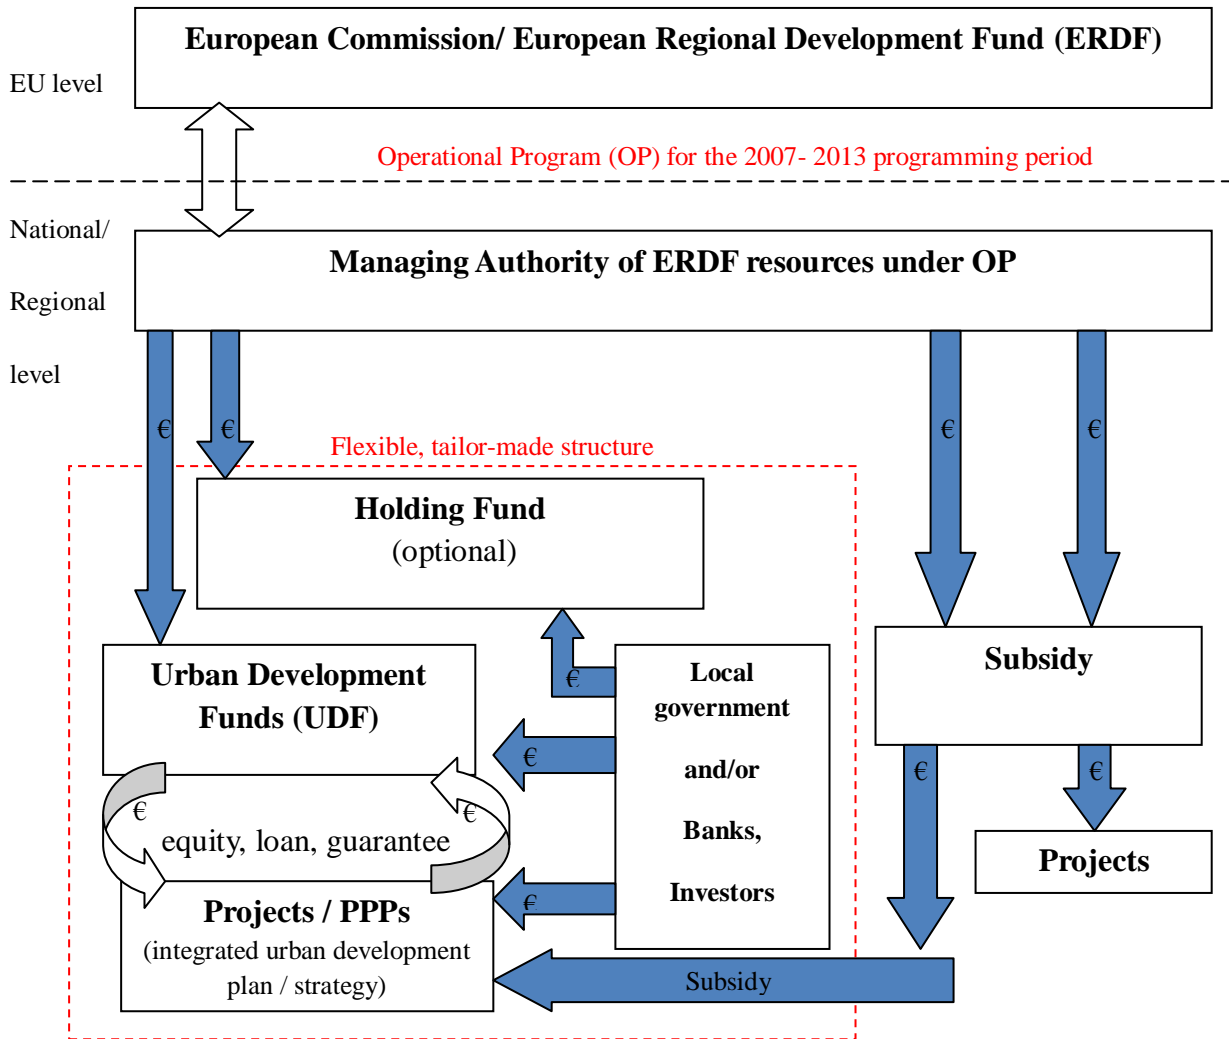 European Commission/ European Regional Development Fund (ERDF)
EU level
Operational Program (OP) for the 2007- 2013 programming period
National/
Regional
level
Managing Authority of ERDF resources under OP
€
€
€
€
Flexible, tailor-made structure
Holding Fund
(optional)
Urban Development
Funds (UDF)
€
€
€
Local
government
and/or
Banks,
Investors
Subsidy
€
€
Projects
€
equity, loan, guarantee
€
Projects / PPPs
(integrated urban development
plan / strategy)
Subsidy